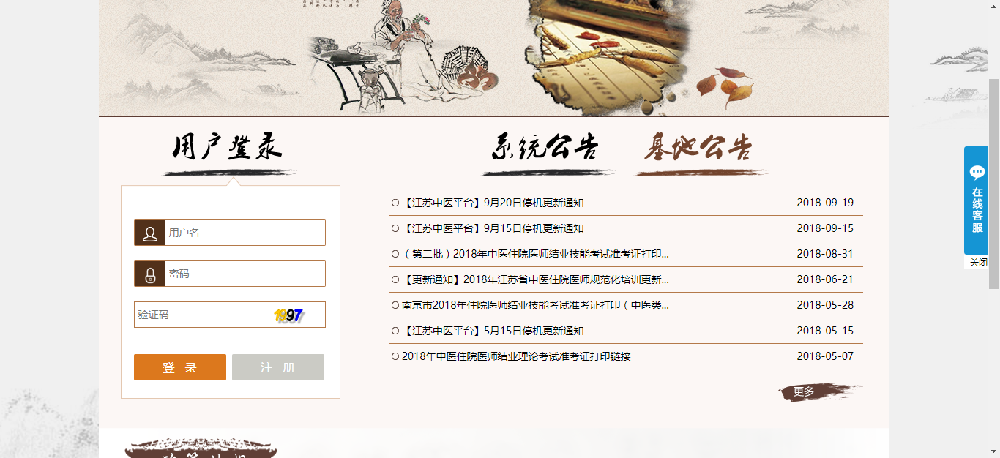 用户登录
用户名
密码
验证码
1897
登 录
注 册
系统公告
基地公告
【江苏中医平台】9月20日停机更新通知 2018-09-19
【江苏中医平台】9月15日停机更新通知 2018-09-15
（第二批）2018年中医住院医师结业技能考试准考证打印... 2018-08-31
【更新通知】2018年江苏省中医住院医师规范化培训更新... 2018-06-21
南京市2018年住院医师结业技能考试准考证打印（中医类... 2018-05-28
【江苏中医平台】5月15日停机更新通知 2018-05-15
2018年中医住院医师结业理论考试准考证打印链接 2018-05-07
更多
在线客服
关闭